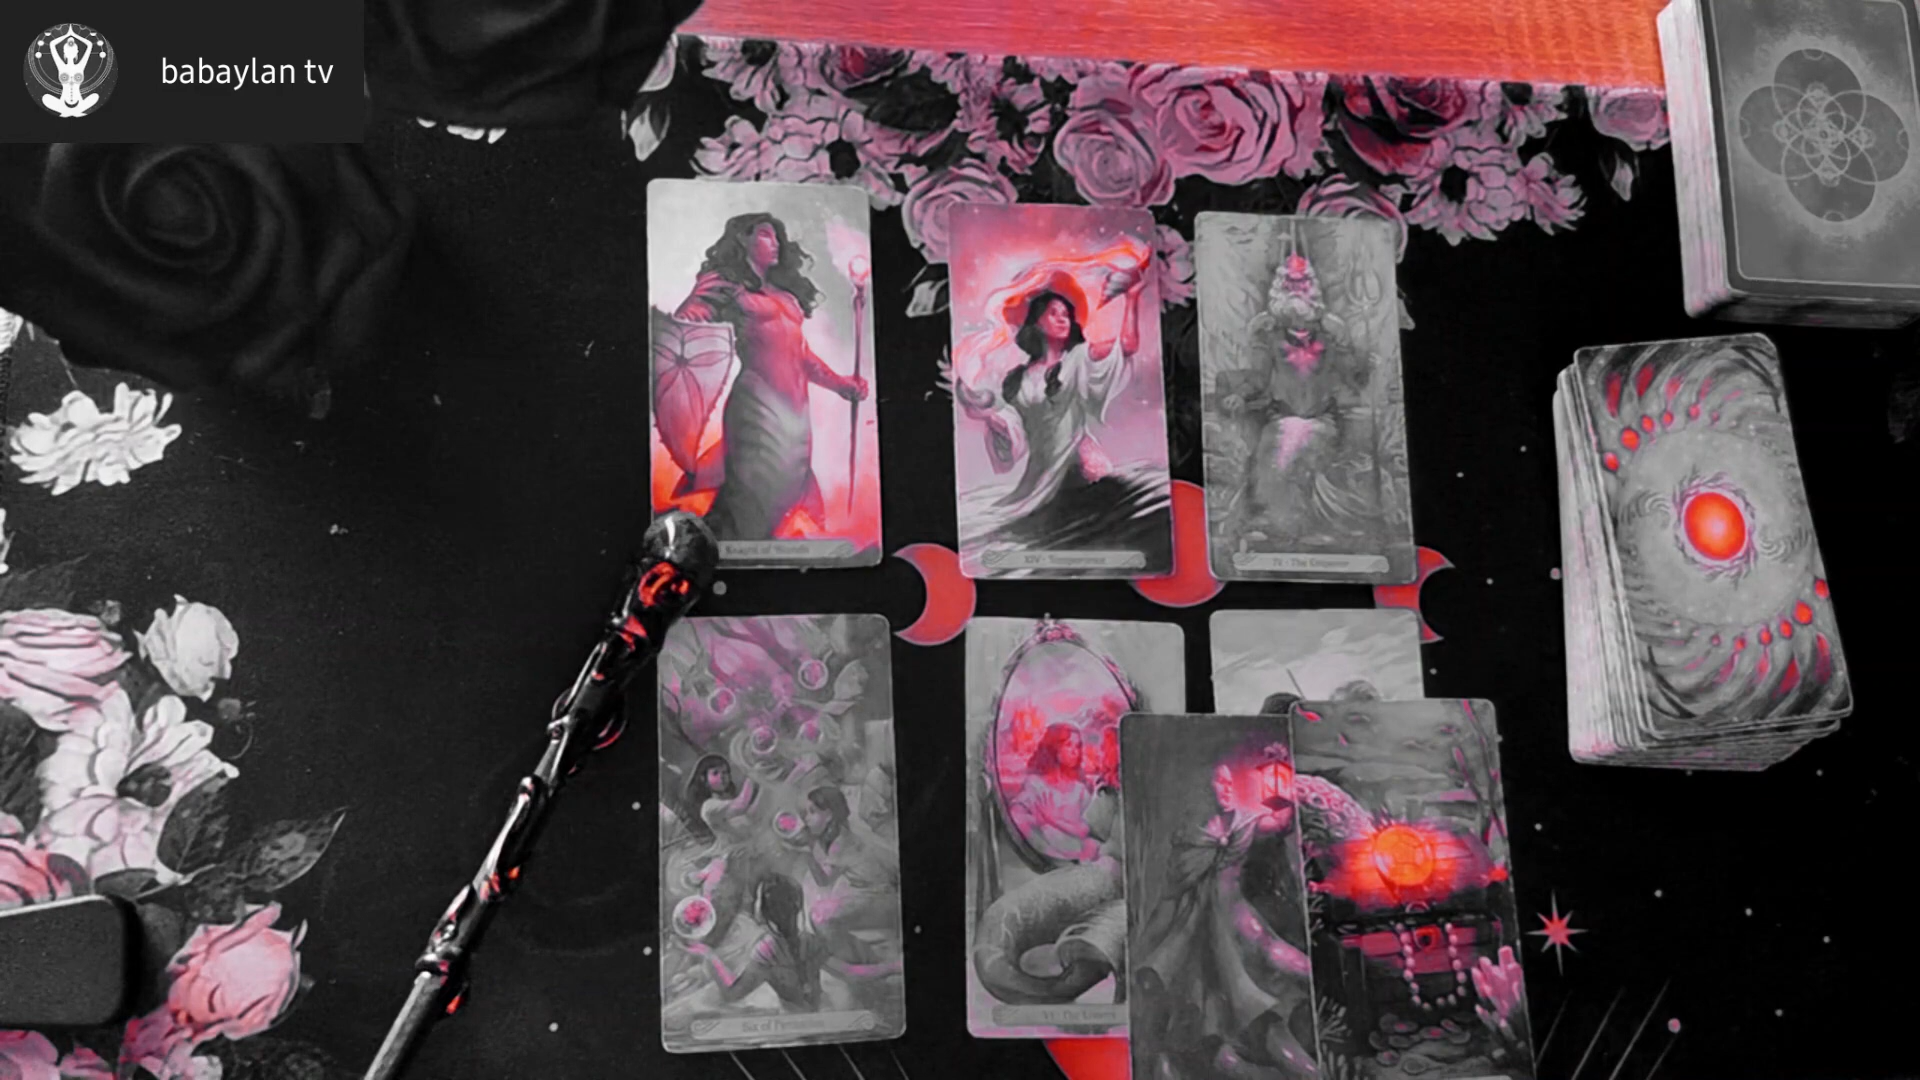 babaylan tv
Knight of Wands
XIV - Temperance
IV - The Emperor
Six of Pentacles
VI - The Lovers